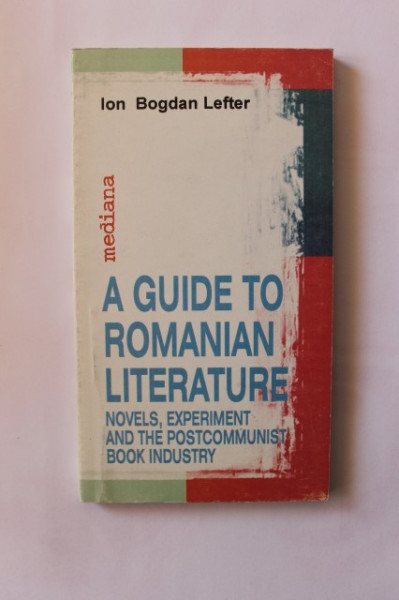 Ion Bogdan Lefter
mediana
A GUIDE TO
ROMANIAN
LITERATURE
NOVELS, EXPERIMENT
AND THE POSTCOMMUNIST
BOOK INDUSTRY